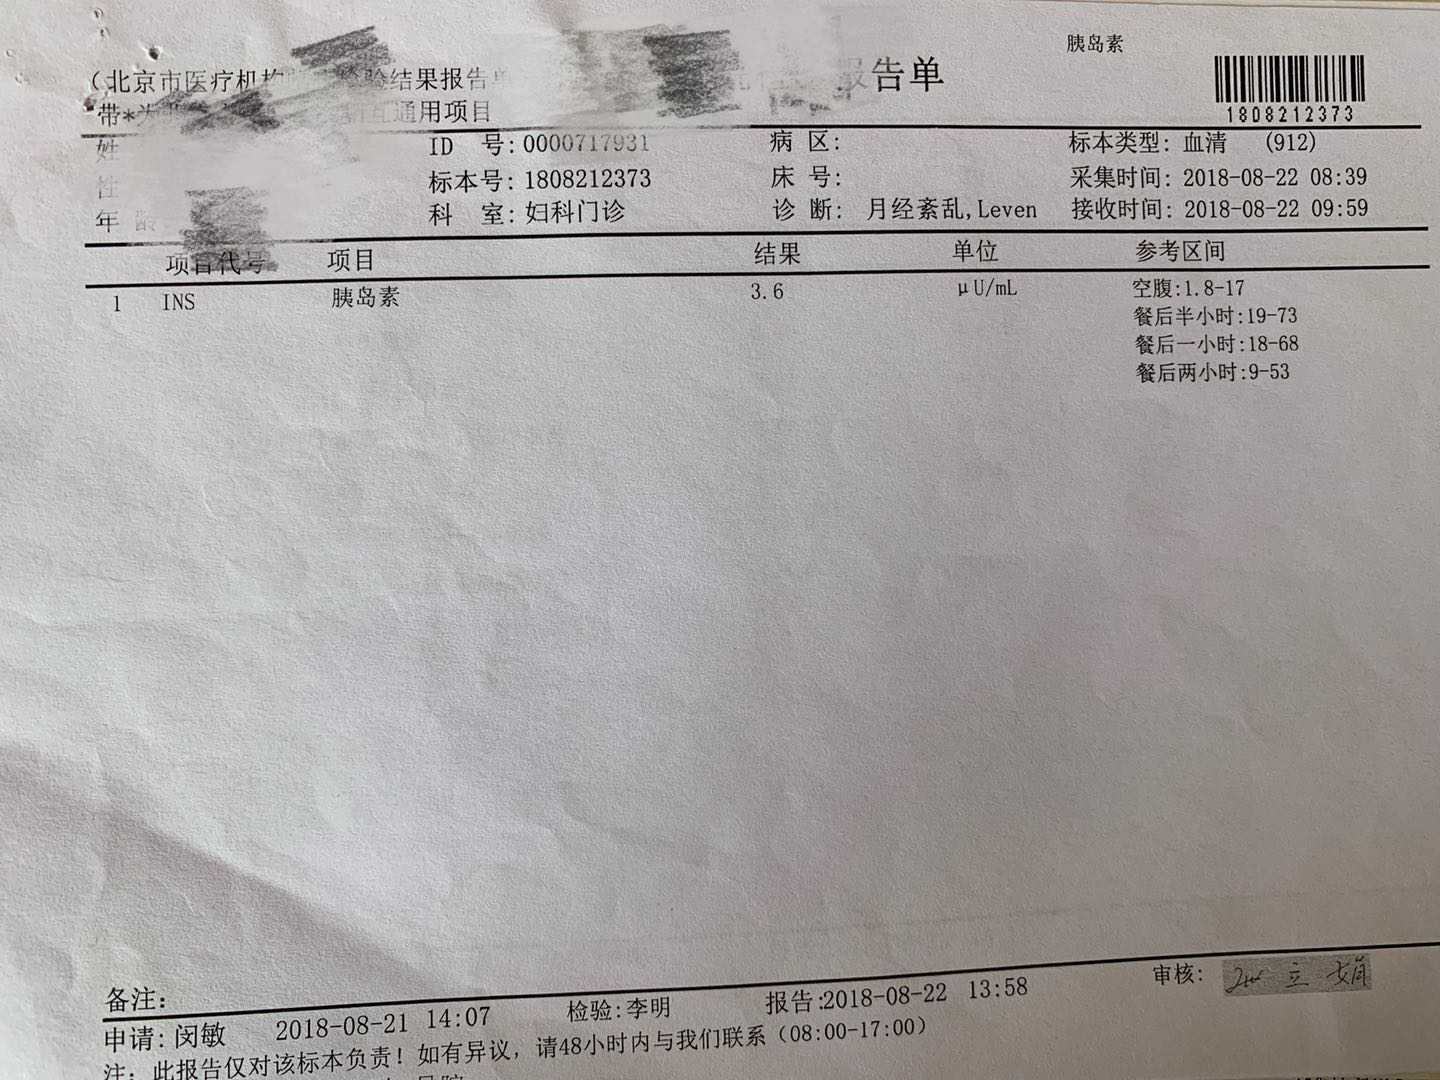 胰岛素
(北京市医疗机构 验结果报告单 报告单
带*为 互通用项目
1808212373
姓 ID 号: 0000717931 病 区: 标本类型: 血清 (912)
性 标本号: 1808212373 床 号: 采集时间: 2018-08-22 08:39
年 龄 科 室: 妇科门诊 诊 断: 月经紊乱,Leven 接收时间: 2018-08-22 09:59
项目代号 项目 结果 单位 参考区间
1 INS 胰岛素 3.6 μU/mL 空腹:1.8-17
餐后半小时:19-73
餐后一小时:18-68
餐后两小时:9-53
备注:
申请: 闵敏 2018-08-21 14:07 检验:李明 报告:2018-08-22 13:58 审核:
注: 此报告仅对该标本负责! 如有异议, 请48小时内与我们联系 (08:00-17:00)